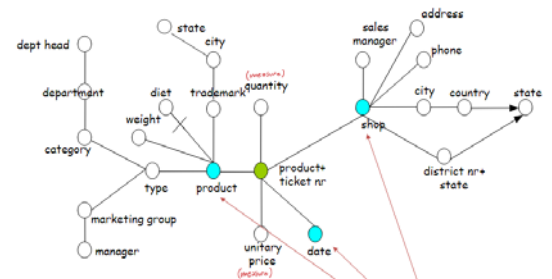 address
sales
manager
state
city
dept head
phone
(measure)
quantity
diet
trademark
department
city
country
state
weight
shop
category
product+
ticket nr
district nr+
state
type
product
marketing group
unitary
price
date
manager
(measure)